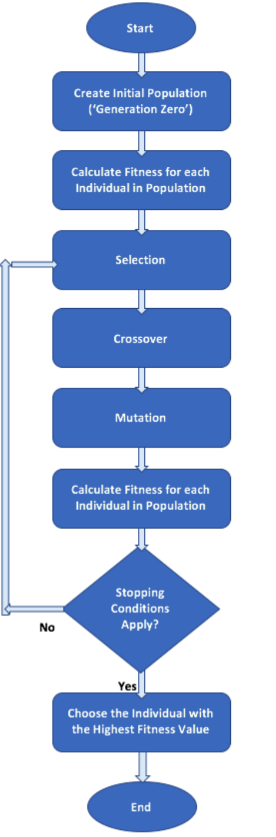 Start
Create Initial Population
(‘Generation Zero’)
Calculate Fitness for each
Individual in Population
Selection
Crossover
Mutation
Calculate Fitness for each
Individual in Population
Stopping
Conditions
Apply?
No
Yes
Choose the Individual with
the Highest Fitness Value
End